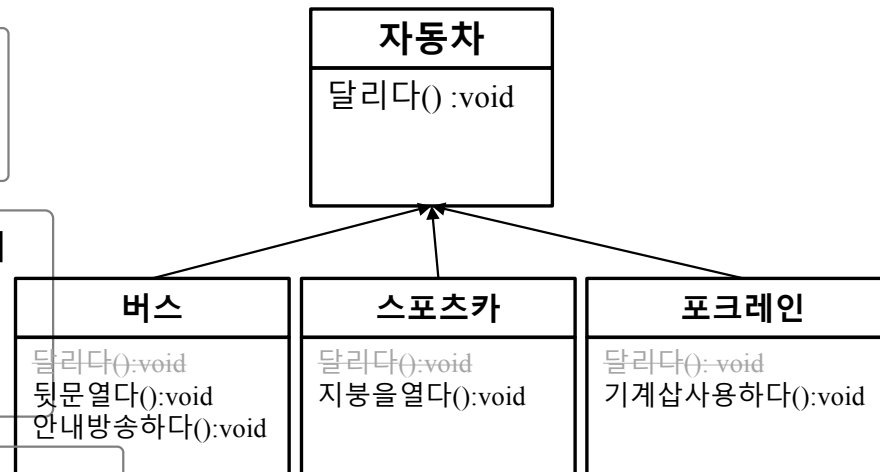 자동차
달리다() :void
버스
달리다():void
뒷문열다():void
안내방송하다():void
스포츠카
달리다():void
지붕을열다():void
포크레인
달리다(): void
기계삽사용하다():void